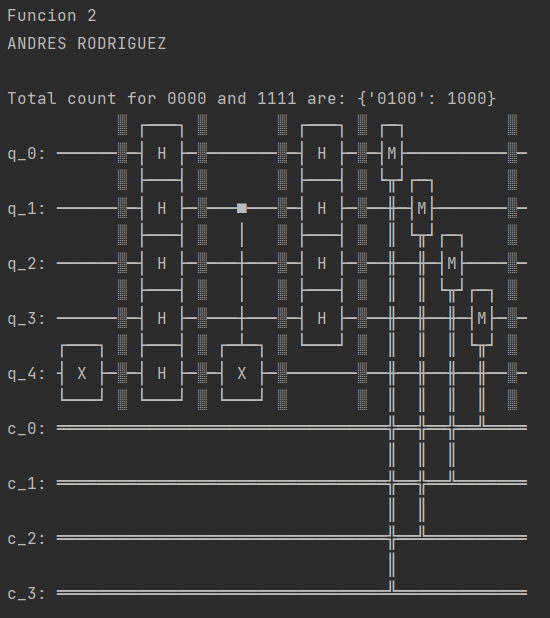 Funcion 2
ANDRES RODRIGUEZ
Total count for 0000 and 1111 are: {'0100': 1000}
q_0: H H M
q_1: H H M
q_2: H H M
q_3: H H M
q_4: X H X
c_0:
c_1:
c_2:
c_3: